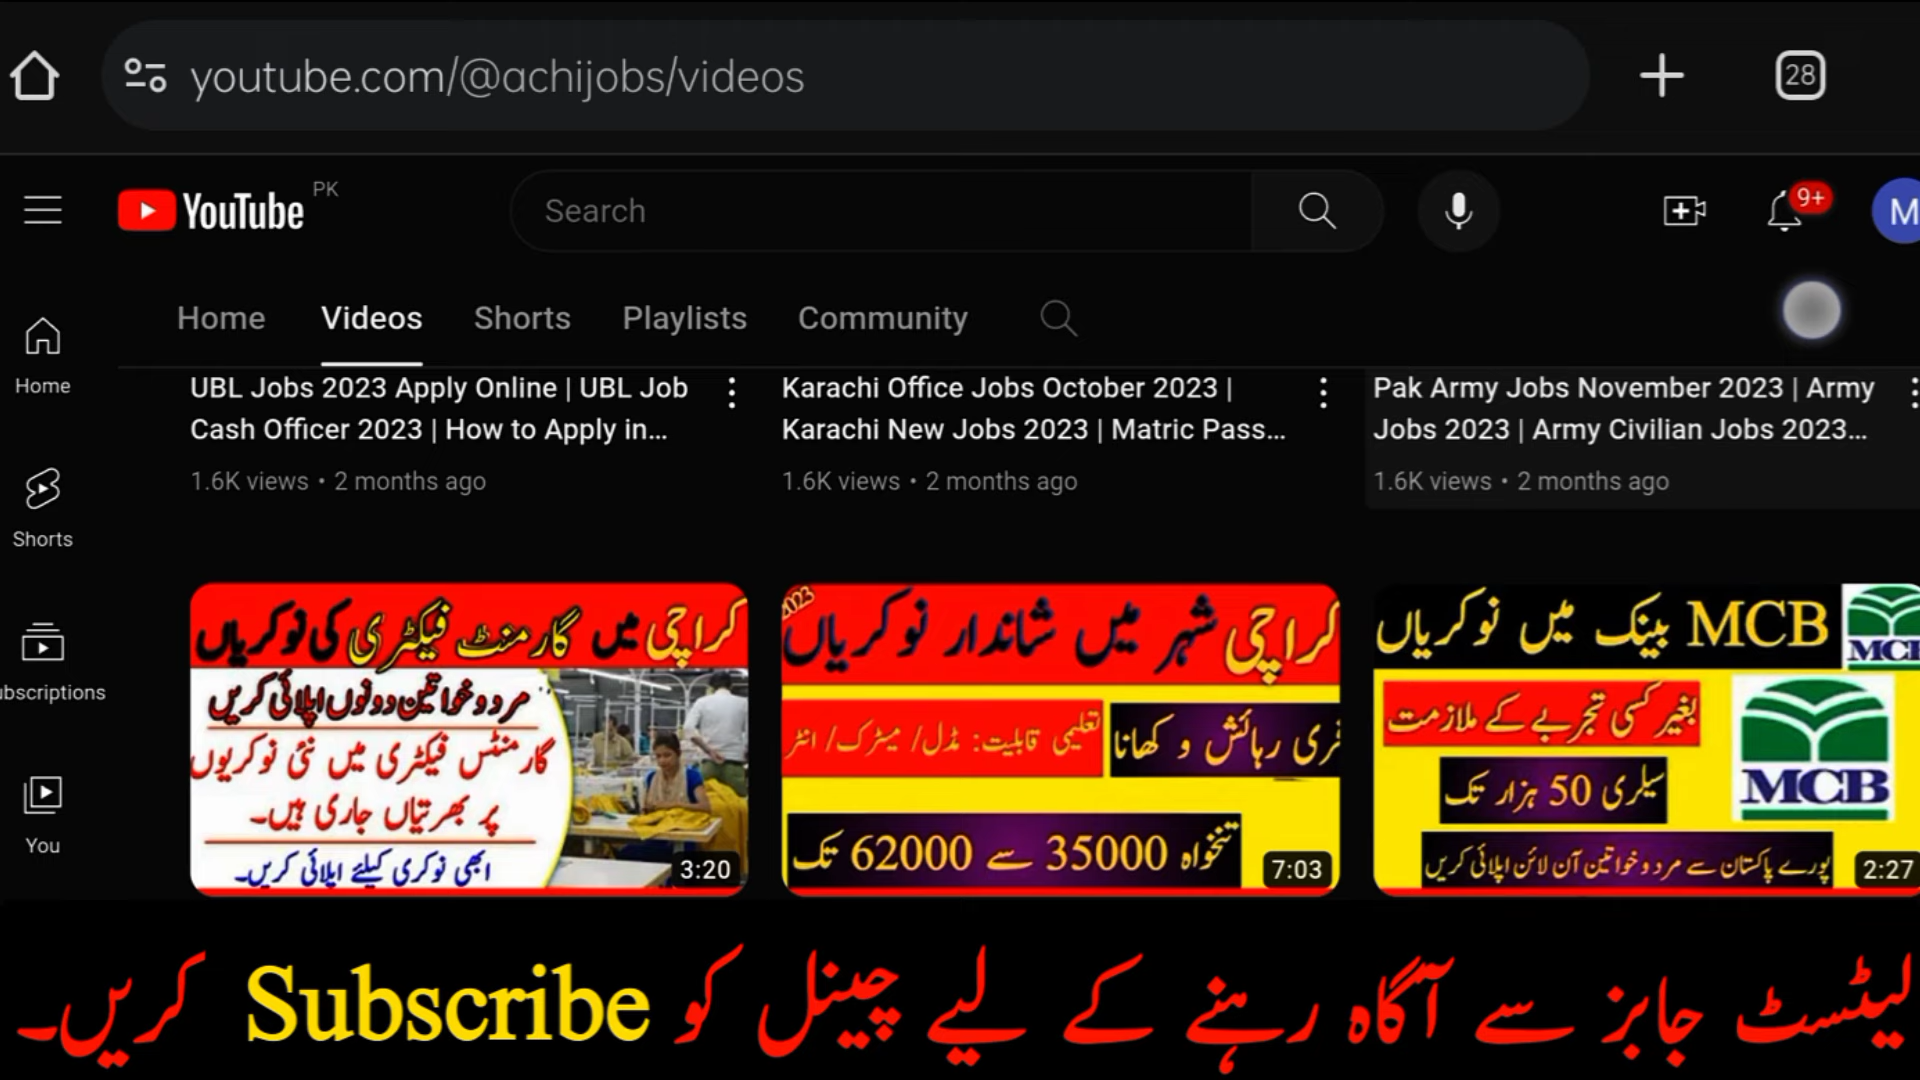 youtube.com/@achijobs/videos
28
YouTube PK
Search
9+
M
Home
Videos
Shorts
Playlists
Community
Home
Shorts
ubscriptions
You
UBL Jobs 2023 Apply Online | UBL Job
Cash Officer 2023 | How to Apply in...
1.6K views • 2 months ago
Karachi Office Jobs October 2023 |
Karachi New Jobs 2023 | Matric Pass...
1.6K views • 2 months ago
Pak Army Jobs November 2023 | Army
Jobs 2023 | Army Civilian Jobs 2023...
1.6K views • 2 months ago
کراچی میں گارمنٹ فیکٹری کی نوکریاں
مرد و خواتین دونوں اپلائی کریں
گارمنٹس فیکٹری میں نئی نوکریوں
پر بھرتیاں جاری ہیں۔
ابھی نوکری کیلئے اپلائی کریں۔
3:20
2023
کراچی شہر میں شاندار نوکریاں
فری رہائش و کھانا
تعلیمی قابلیت: مڈل/ میٹرک/ انٹر
تنخواہ 35000 سے 62000 تک
7:03
MCB بینک میں نوکریاں
MCB
بغیر کسی تجربے کے ملازمت
سیلری 50 ہزار تک
MCB
پورے پاکستان سے مرد و خواتین آن لائن اپلائی کریں
2:27
لیٹسٹ جابز سے آگاہ رہنے کے لیے چینل کو Subscribe کریں۔